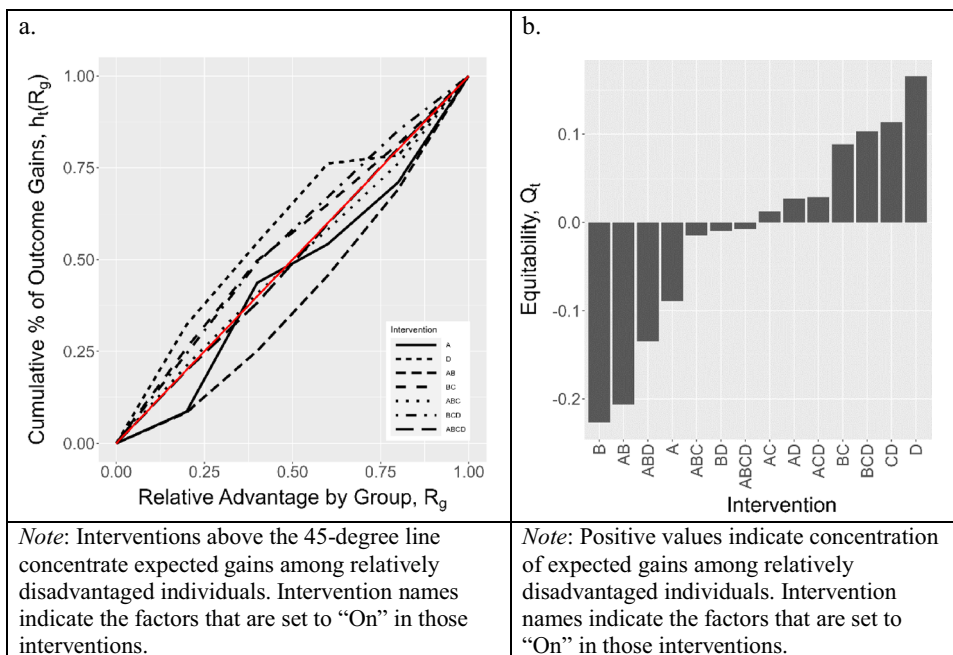 a.
Cumulative % of Outcome Gains, hₜ(R₉)
1.00
0.75
0.50
0.25
0.00
Intervention
A
D
AB
BC
ABC
BCD
ABCD
0.00 0.25 0.50 0.75 1.00
Relative Advantage by Group, R₉
Note: Interventions above the 45-degree line
concentrate expected gains among relatively
disadvantaged individuals. Intervention names
indicate the factors that are set to “On” in those
interventions.
b.
Equitability, Qₜ
0.1
0.0
-0.1
-0.2
B AB ABD A ABC BD ABCD AC AD ACD BC BCD CD D
Intervention
Note: Positive values indicate concentration
of expected gains among relatively
disadvantaged individuals. Intervention
names indicate the factors that are set to
“On” in those interventions.